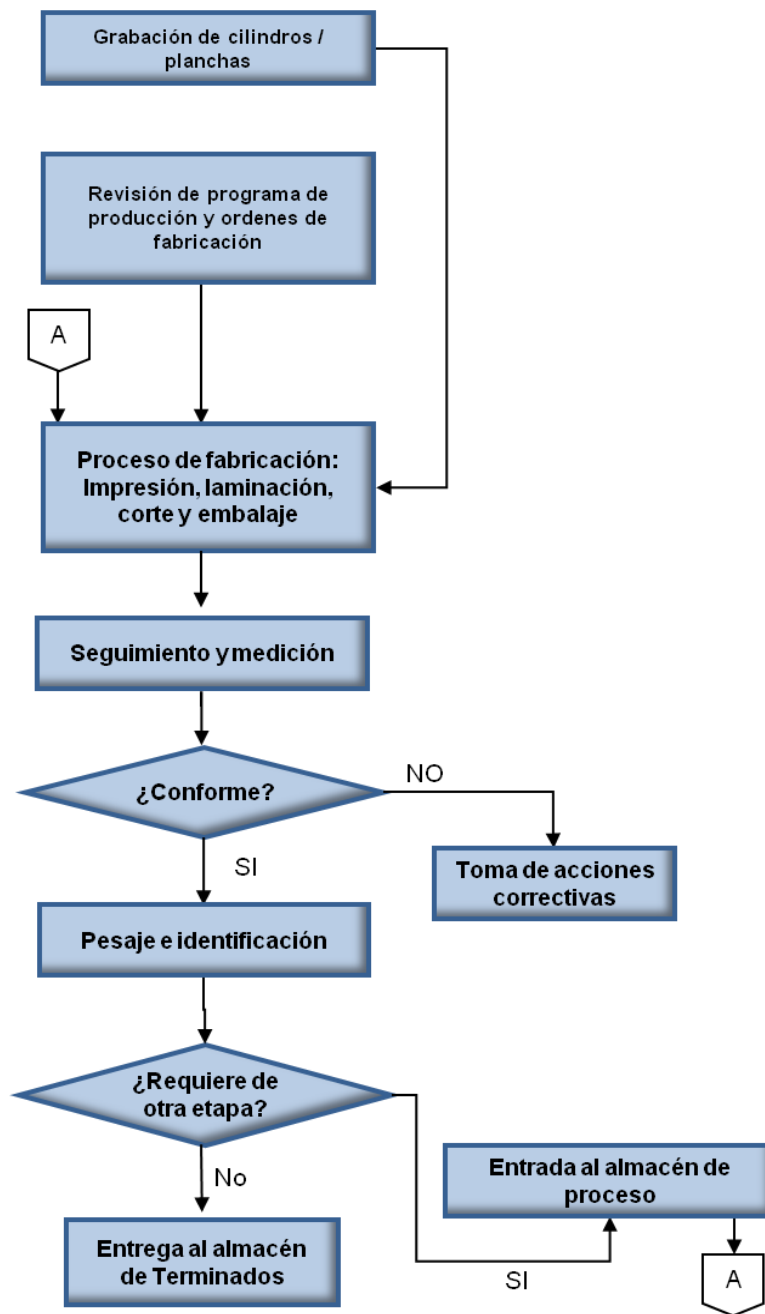 Grabación de cilindros /
planchas
Revisión de programa de
producción y ordenes de
fabricación
A
Proceso de fabricación:
Impresión, laminación,
corte y embalaje
Seguimiento y medición
¿Conforme?
NO
SI
Toma de acciones
correctivas
Pesaje e identificación
¿Requiere de
otra etapa?
No
Entrada al almacén de
proceso
Entrega al almacén
de Terminados
SI
A